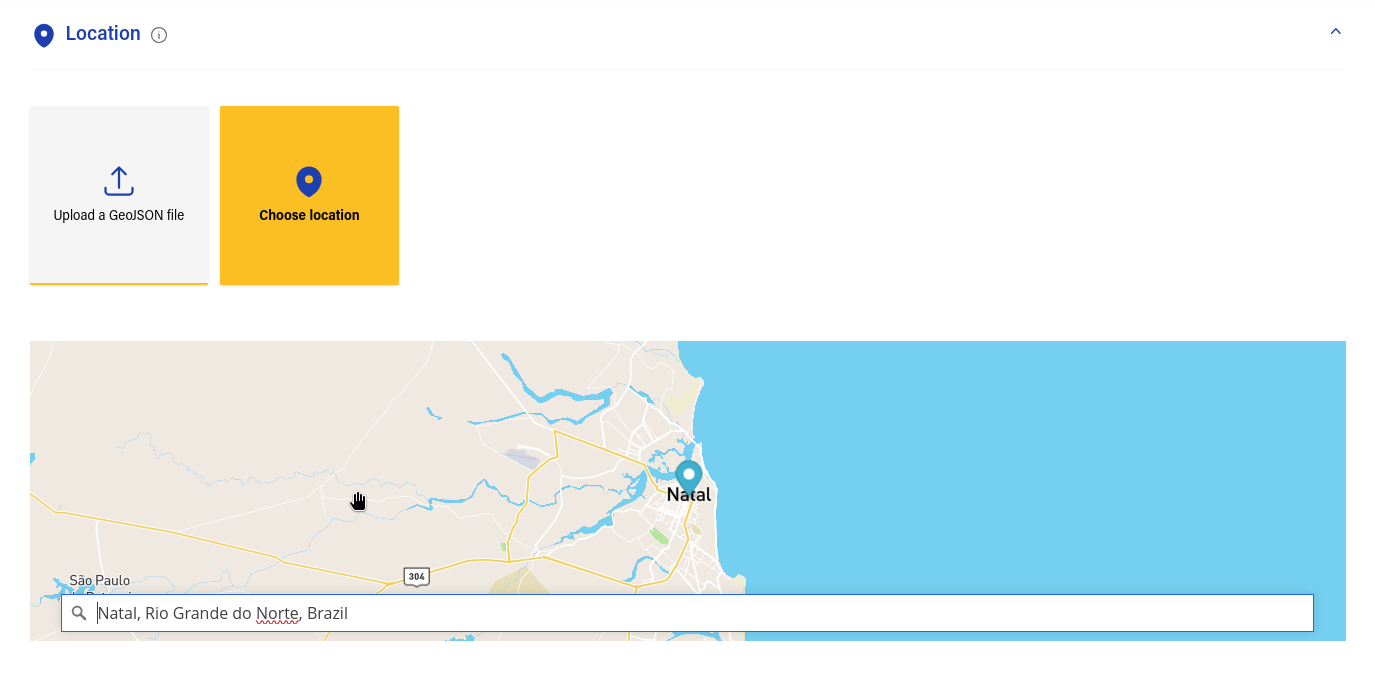 Location
Upload a GeoJSON file
Choose location
Natal
304
São Paulo
Natal, Rio Grande do Norte, Brazil